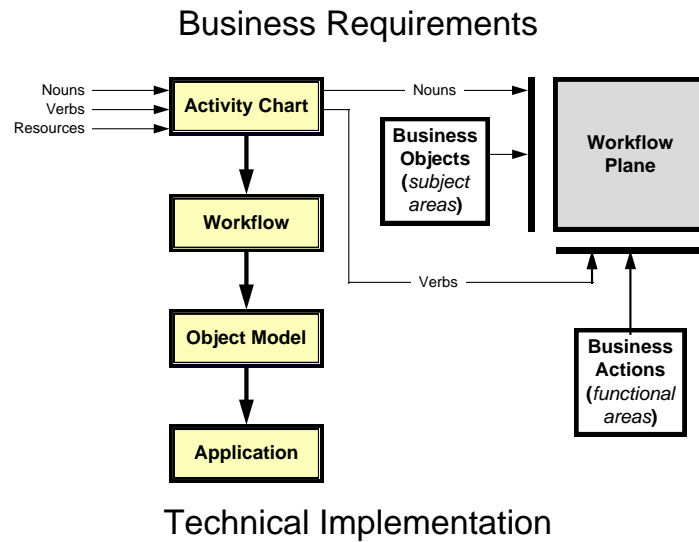 Business Requirements
Nouns
Verbs
Resources
Activity Chart
Nouns
Business
Objects
(subject
areas)
Workflow
Plane
Workflow
Verbs
Object Model
Business
Actions
(functional
areas)
Application
Technical Implementation